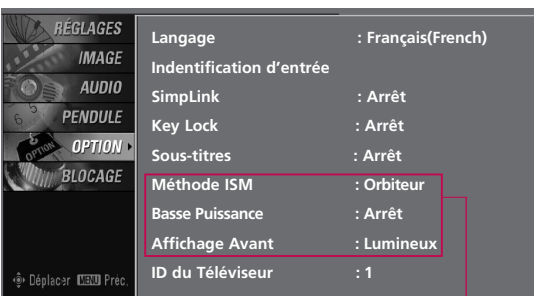 RÉGLAGES
IMAGE
AUDIO
PENDULE
OPTION
BLOCAGE
Déplacer MENU Préc.
Langage : Français(French)
Indentification d'entrée
SimpLink : Arrêt
Key Lock : Arrêt
Sous-titres : Arrêt
Méthode ISM : Orbiteur
Basse Puissance : Arrêt
Affichage Avant : Lumineux
ID du Téléviseur : 1